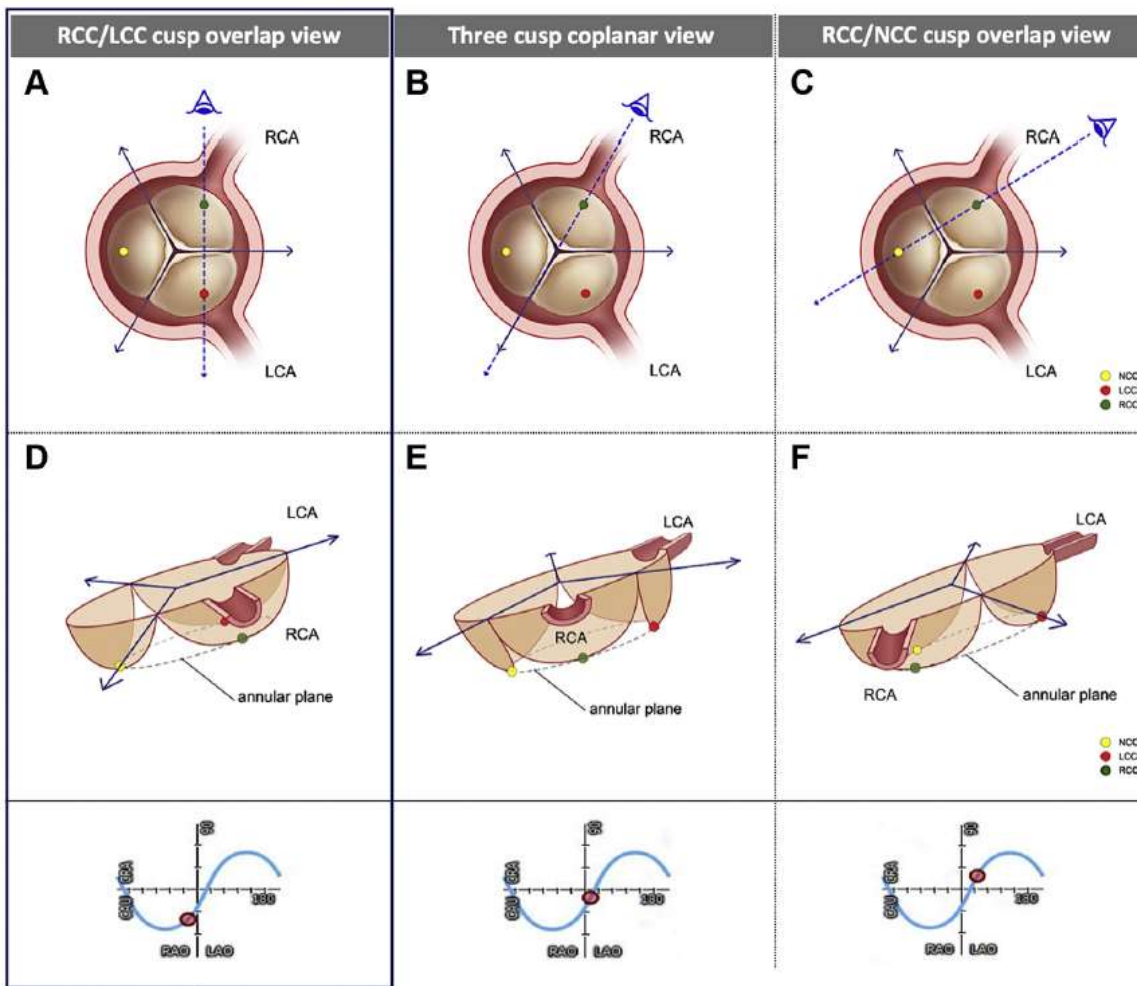 RCC/LCC cusp overlap view
Three cusp coplanar view
RCC/NCC cusp overlap view
A
RCA
LCA
B
RCA
LCA
C
RCA
LCA
NCC
LCC
RCC
D
LCA
RCA
annular plane
E
LCA
RCA
annular plane
F
LCA
RCA
annular plane
NCC
LCC
RCC
90
CAU CRA
180
RAO LAO
90
CAU CRA
180
RAO LAO
90
CAU CRA
180
RAO LAO